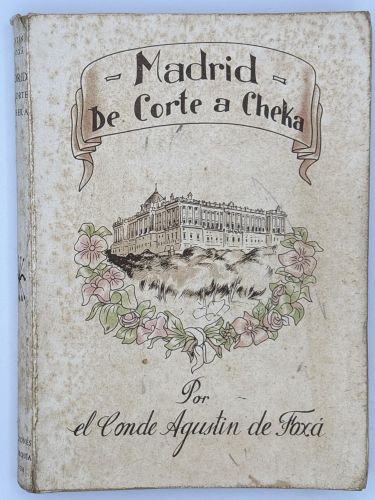 - Madrid -
De Corte a Cheka
Por
el Conde Agustín de Foxá